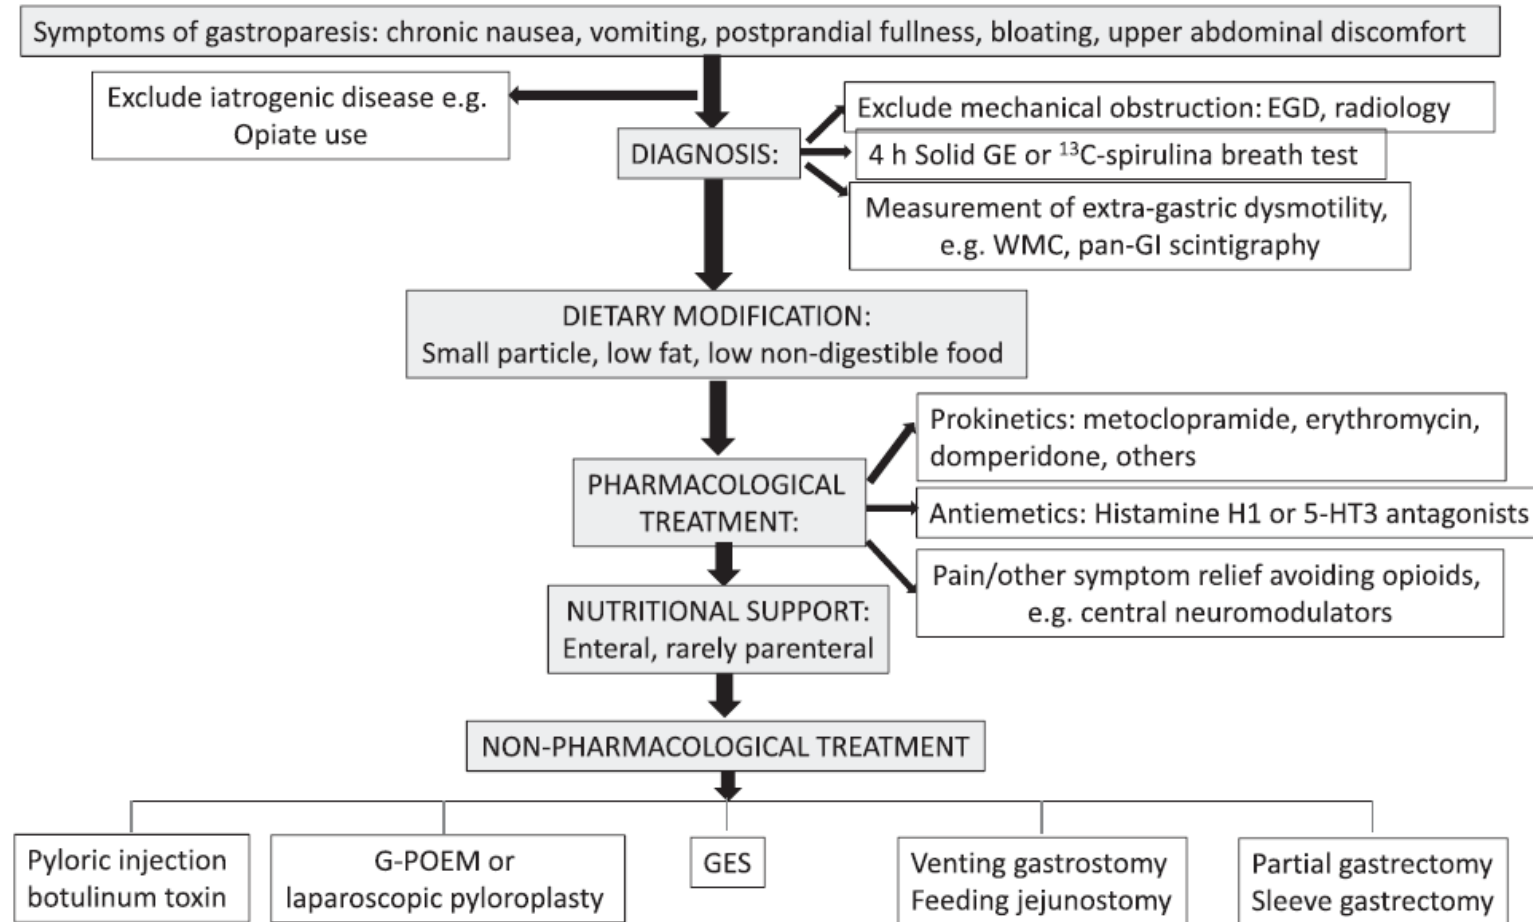 Symptoms of gastroparesis: chronic nausea, vomiting, postprandial fullness, bloating, upper abdominal discomfort
Exclude iatrogenic disease e.g.
Opiate use
DIAGNOSIS:
Exclude mechanical obstruction: EGD, radiology
4 h Solid GE or ¹³C-spirulina breath test
Measurement of extra-gastric dysmotility,
e.g. WMC, pan-GI scintigraphy
DIETARY MODIFICATION:
Small particle, low fat, low non-digestible food
PHARMACOLOGICAL
TREATMENT:
Prokinetics: metoclopramide, erythromycin,
domperidone, others
Antiemetics: Histamine H1 or 5-HT3 antagonists
Pain/other symptom relief avoiding opioids,
e.g. central neuromodulators
NUTRITIONAL SUPPORT:
Enteral, rarely parenteral
NON-PHARMACOLOGICAL TREATMENT
Pyloric injection
botulinum toxin
G-POEM or
laparoscopic pyloroplasty
GES
Venting gastrostomy
Feeding jejunostomy
Partial gastrectomy
Sleeve gastrectomy